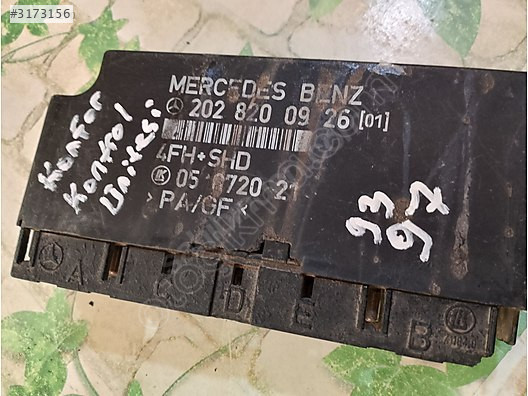 #3173156
MERCEDES BENZ
202 820 09 26 [01]
4FH+SHD
PA/GF
Konfor
Kontrol
Ünitesi
93
97
A
D
E
B